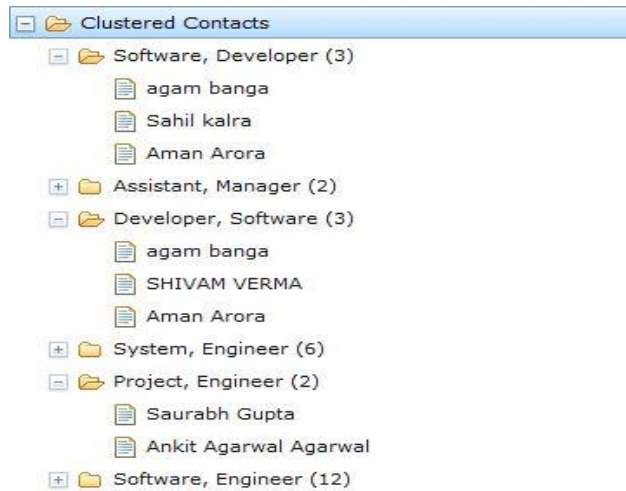 Clustered Contacts
Software, Developer (3)
agam banga
Sahil kalra
Aman Arora
Assistant, Manager (2)
Developer, Software (3)
agam banga
SHIVAM VERMA
Aman Arora
System, Engineer (6)
Project, Engineer (2)
Saurabh Gupta
Ankit Agarwal Agarwal
Software, Engineer (12)